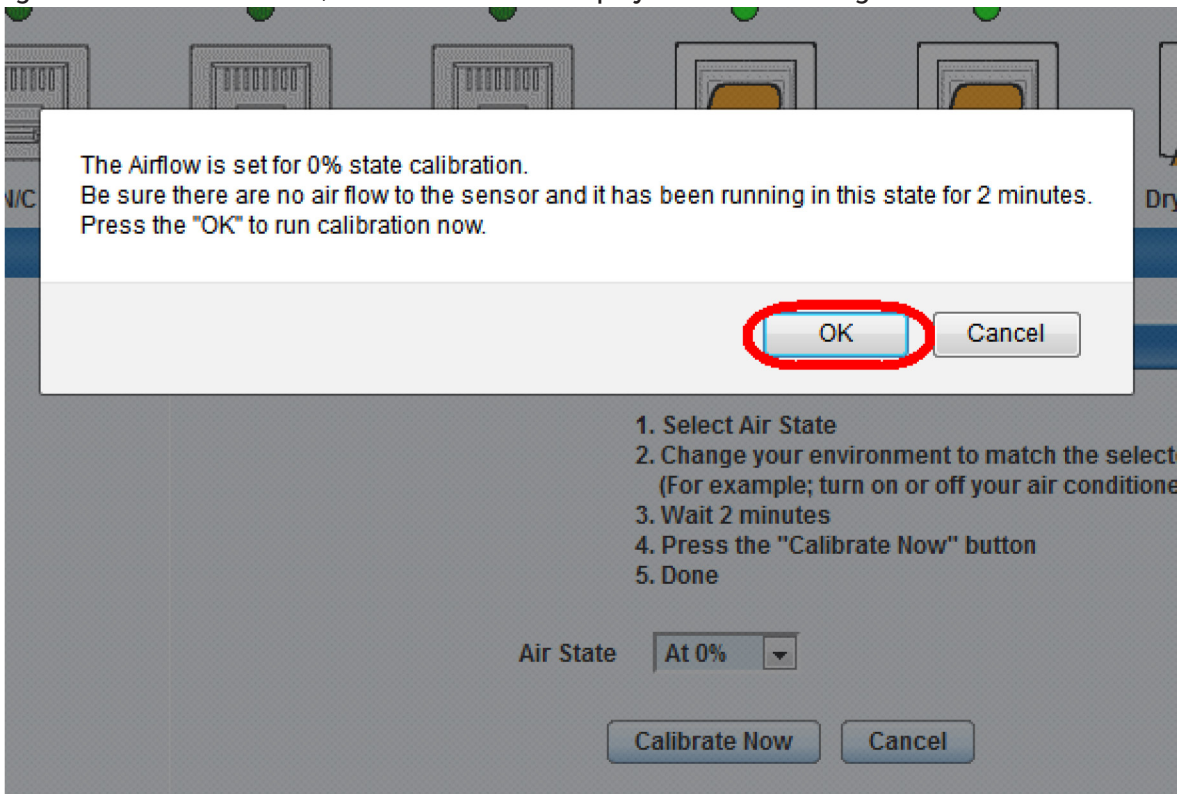 The Airflow is set for 0% state calibration.
Be sure there are no air flow to the sensor and it has been running in this state for 2 minutes.
Press the "OK" to run calibration now.
N/C
Dry
OK Cancel
1. Select Air State
2. Change your environment to match the select
(For example; turn on or off your air conditione
3. Wait 2 minutes
4. Press the "Calibrate Now" button
5. Done
Air State At 0%
Calibrate Now Cancel